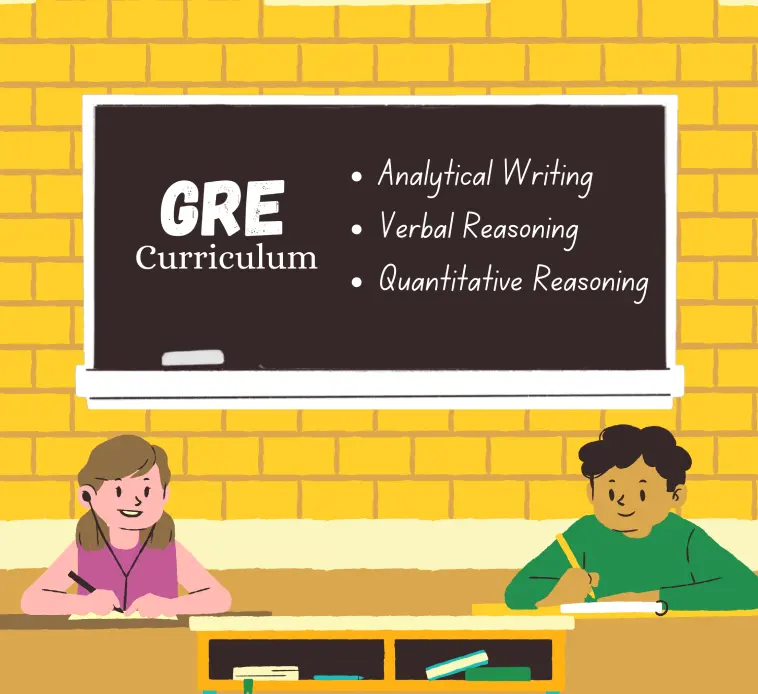 GRE
Curriculum
• Analytical Writing
• Verbal Reasoning
• Quantitative Reasoning